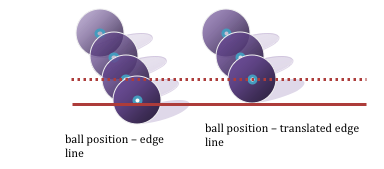 ball position – edge
line
ball position – translated edge
line